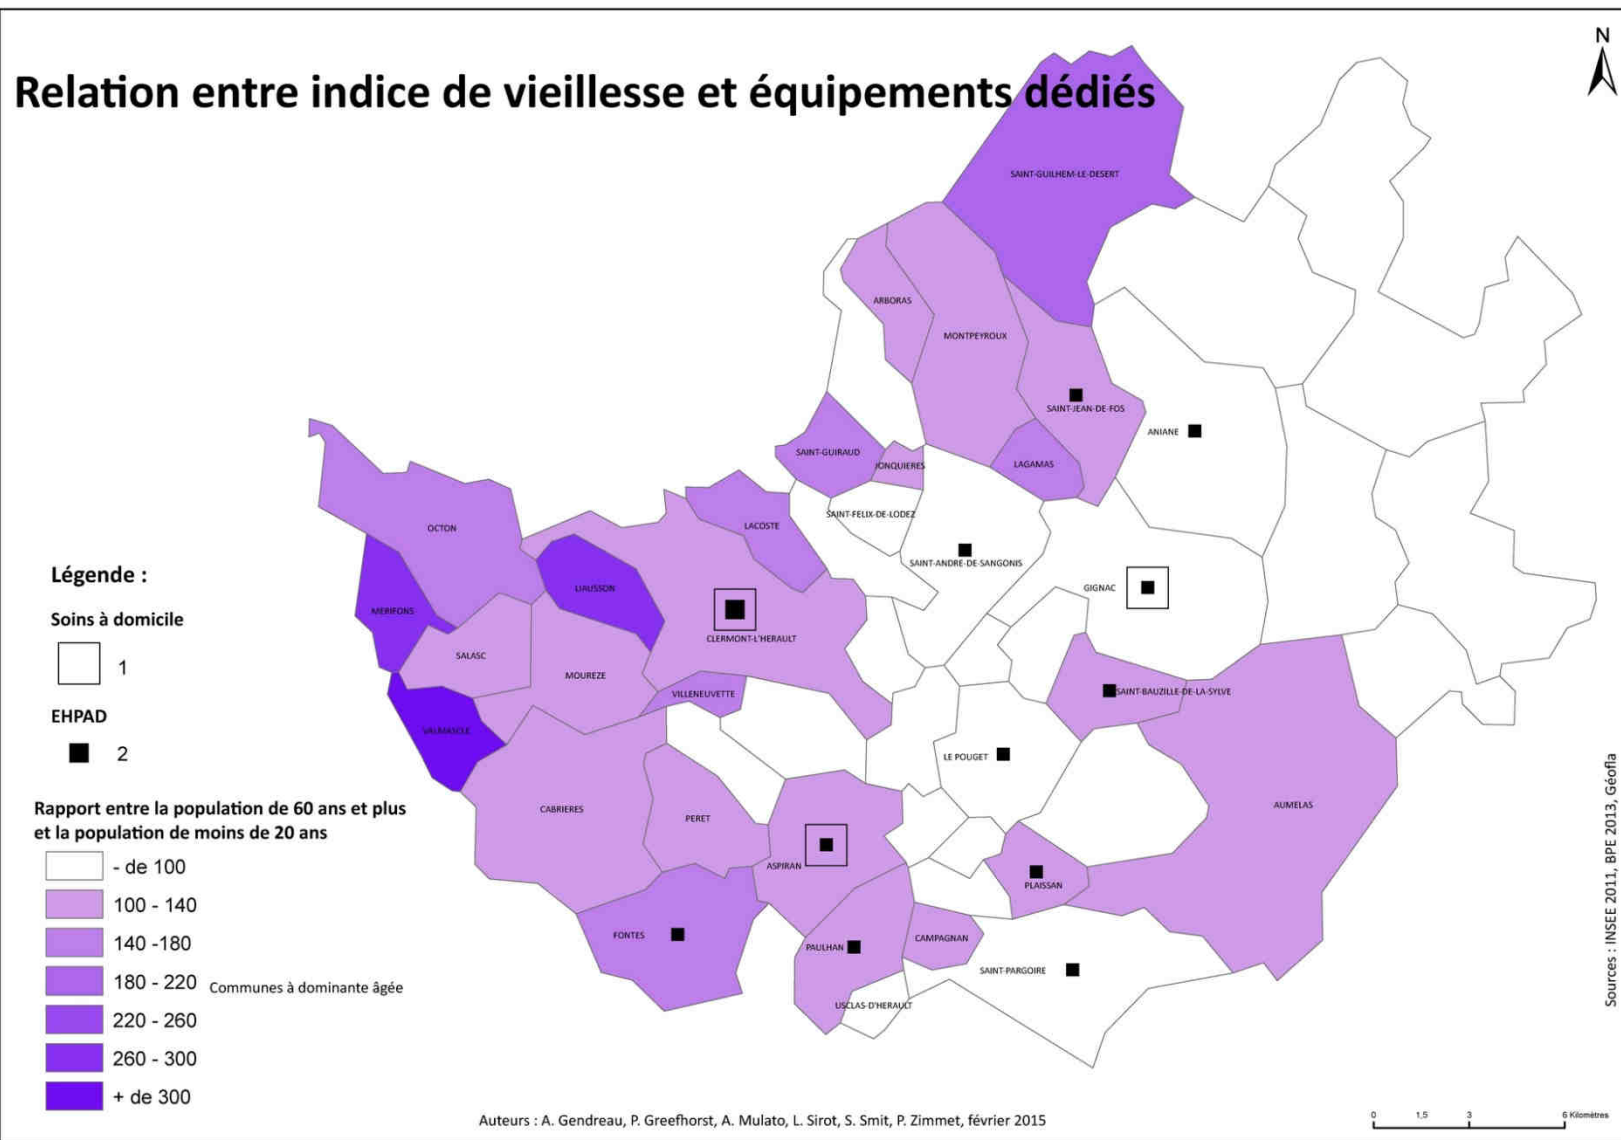 Relation entre indice de vieillesse et équipements dédiés
N
SAINT-GUILHEM-LE-DESERT
ARBORAS
MONTPEYROUX
SAINT-JEAN-DE-FOS
ANIANE
SAINT-GUIRAUD
JONQUIERES
LAGAMAS
SAINT-FELIX-DE-LODEZ
OCTON
LACOSTE
SAINT-ANDRE-DE-SANGONIS
LIAUSSON
GIGNAC
MERIFONS
CLERMONT-L'HERAULT
SALASC
MOUREZE
VILLENEUVETTE
SAINT-BAUZILLE-DE-LA-SYLVE
VALMASCLE
LE POUGET
CABRIERES
PERET
AUMELAS
ASPIRAN
PLAISSAN
FONTES
PAULHAN
CAMPAGNAN
SAINT-PARGOIRE
USCLAS-D'HERAULT
Légende :
Soins à domicile
1
EHPAD
2
Rapport entre la population de 60 ans et plus
et la population de moins de 20 ans
- de 100
100 - 140
140 -180
180 - 220
Communes à dominante âgée
220 - 260
260 - 300
+ de 300
Auteurs : A. Gendreau, P. Greefhorst, A. Mulato, L. Sirot, S. Smit, P. Zimmet, février 2015
Sources : INSEE 2011, BPE 2013, Géofla
0 1,5 3 6 Kilomètres